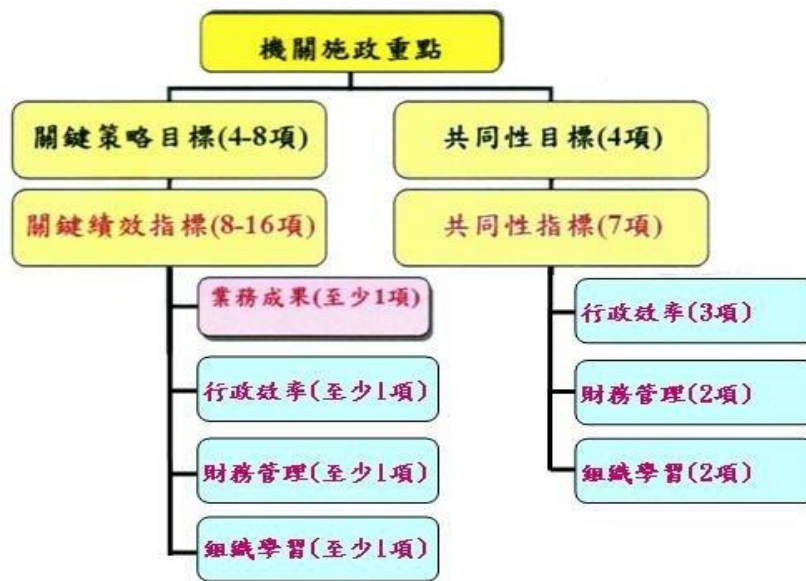 機關施政重點
關鍵策略目標(4-8項)
共同性目標(4項)
關鍵績效指標(8-16項)
共同性指標(7項)
業務成果(至少1項)
行政效率(至少1項)
財務管理(至少1項)
組織學習(至少1項)
行政效率(3項)
財務管理(2項)
組織學習(2項)